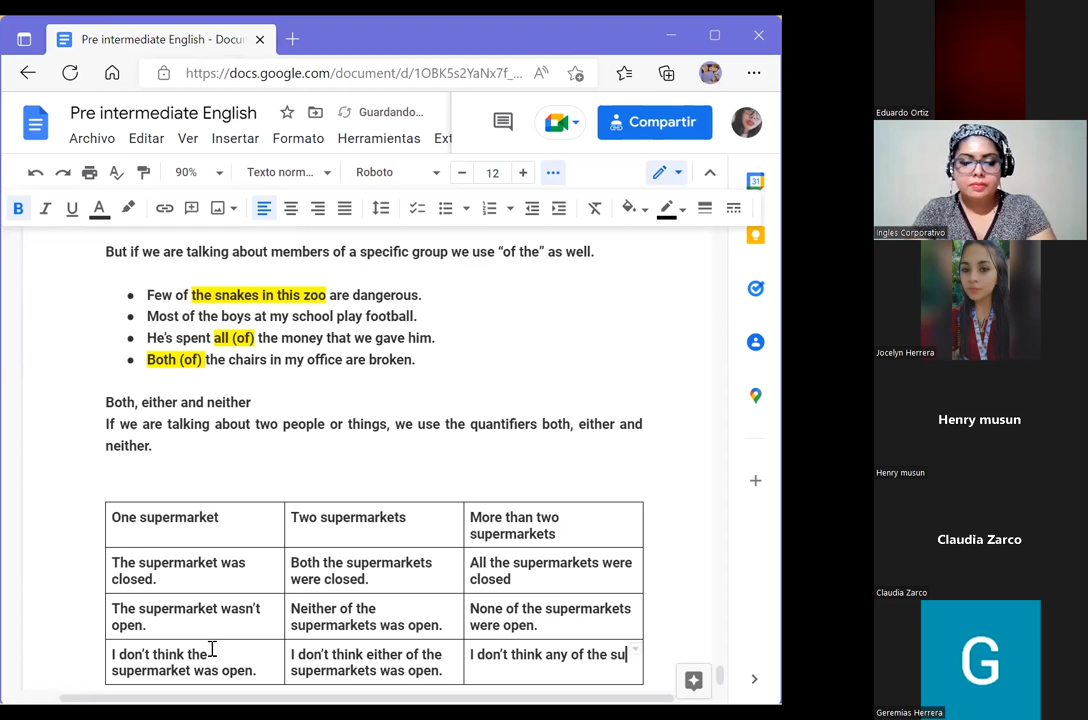 Pre intermediate English - Docu
https://docs.google.com/document/d/1OBK5s2YaNx7f_...
Pre intermediate English
Guardando...
Compartir
Archivo Editar Ver Insertar Formato Herramientas Ext
90% Texto norm... Roboto 12
B I U A
31
But if we are talking about members of a specific group we use “of the” as well.
● Few of the snakes in this zoo are dangerous.
● Most of the boys at my school play football.
● He’s spent all (of) the money that we gave him.
● Both (of) the chairs in my office are broken.
Both, either and neither
If we are talking about two people or things, we use the quantifiers both, either and
neither.
One supermarket
Two supermarkets
More than two
supermarkets
The supermarket was
closed.
Both the supermarkets
were closed.
All the supermarkets were
closed
The supermarket wasn’t
open.
Neither of the
supermarkets was open.
None of the supermarkets
were open.
I don’t think the
supermarket was open.
I don’t think either of the
supermarkets was open.
I don’t think any of the su
Eduardo Ortiz
Ingles Corporativo
Jocelyn Herrera
Henry musun
Henry musun
Claudia Zarco
Claudia Zarco
G
Geremias Herrera